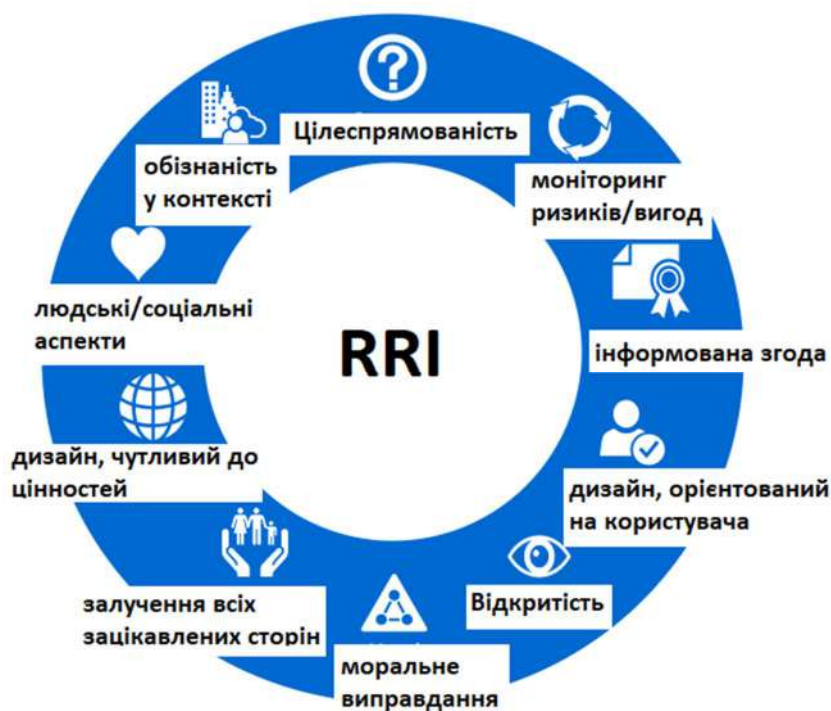 Цілеспрямованість
моніторинг
ризиків/вигод
інформована згода
дизайн, орієнтований
на користувача
Відкритість
моральне
виправдання
залучення всіх
зацікавлених сторін
дизайн, чутливий до
цінностей
людські/соціальні
аспекти
обізнаність
у контексті
RRI